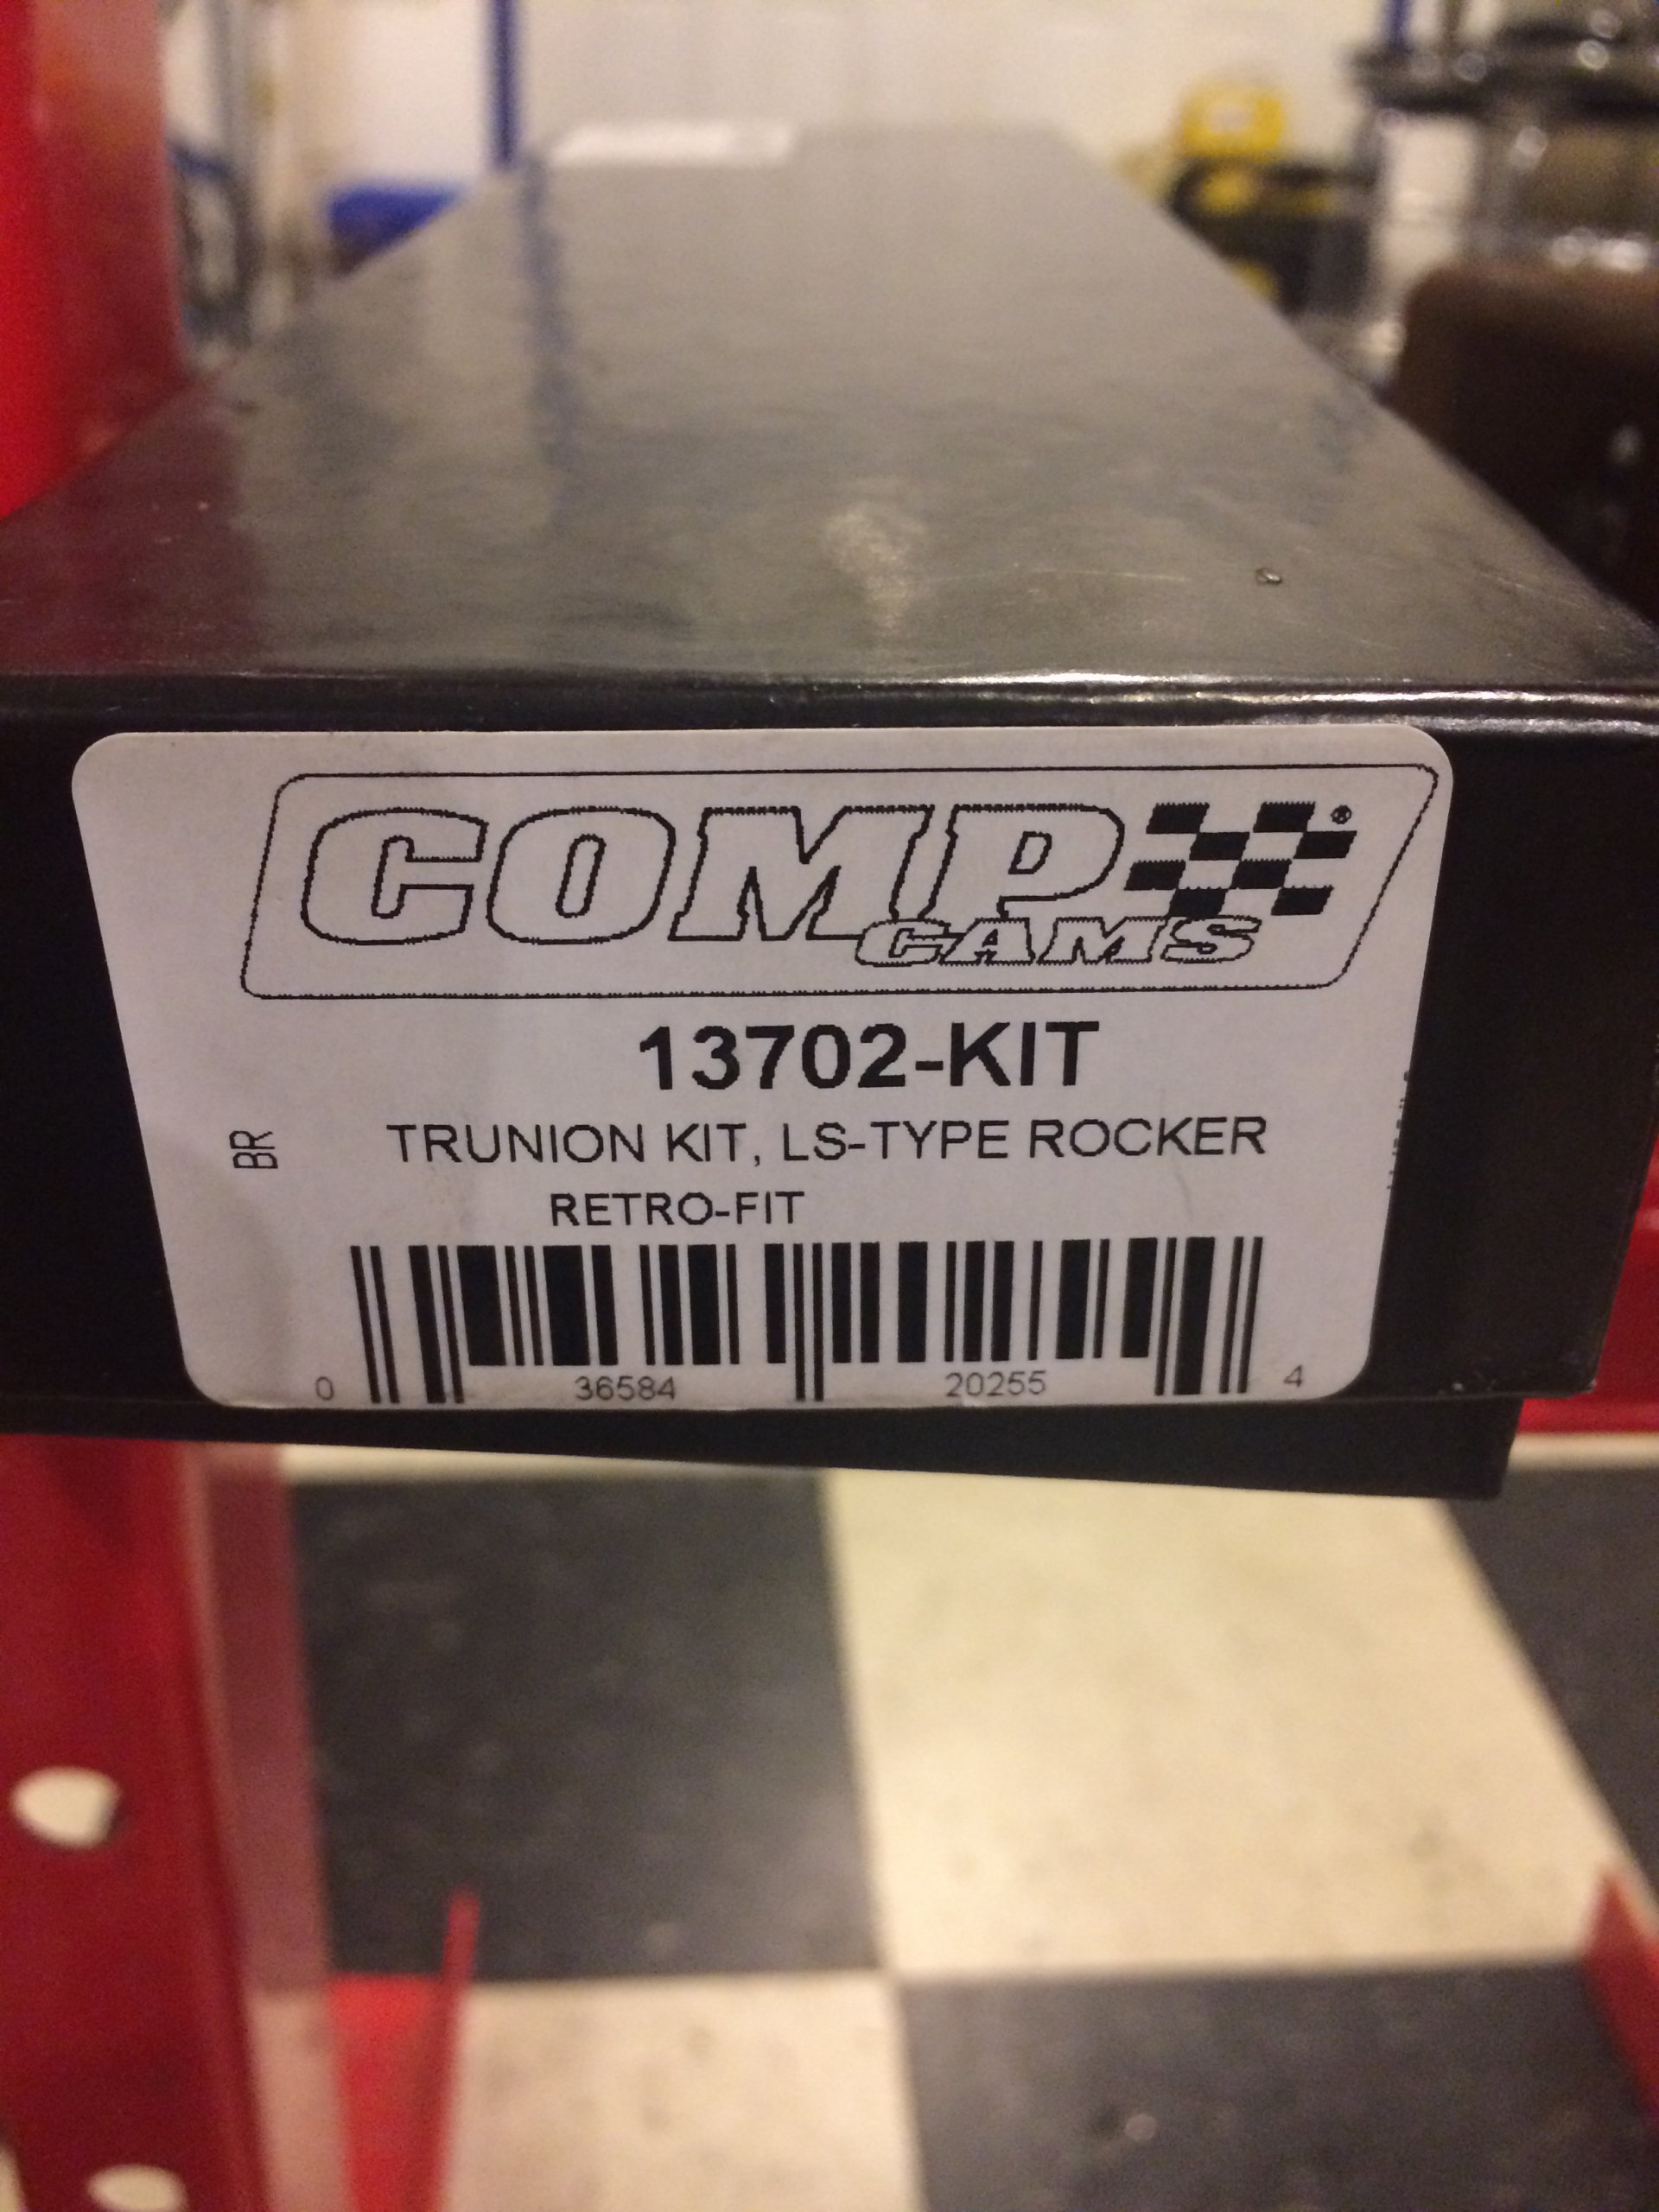 COMP
CAMS®
13702-KIT
BR
TRUNION KIT, LS-TYPE ROCKER
RETRO-FIT
0 36584 20255 4